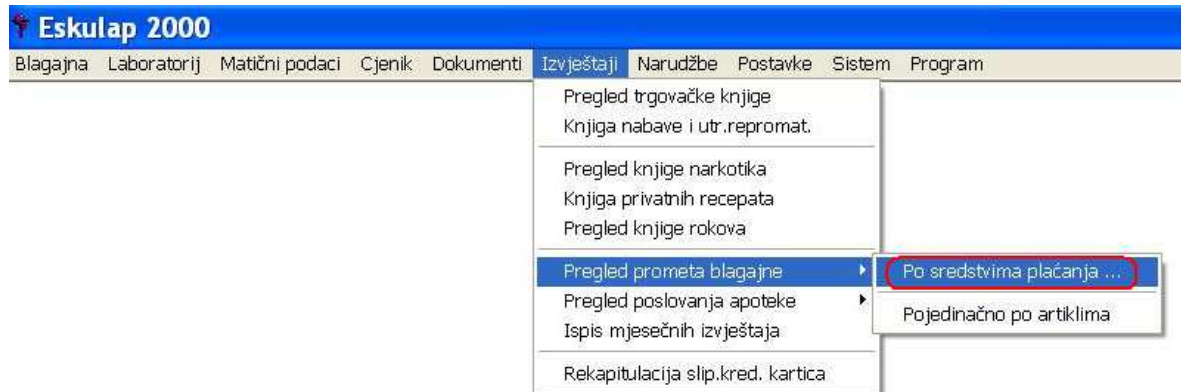 Eskulap 2000
Blagajna Laboratorij Matični podaci Cjenik Dokumenti Izvještaji Narudžbe Postavke Sistem Program
Pregled trgovačke knjige
Knjiga nabave i utr.repromat.
Pregled knjige narkotika
Knjiga privatnih recepata
Pregled knjige rokova
Pregled prometa blagajne
Po sredstvima plaćanja ...
Pregled poslovanja apoteke
Pojedinačno po artiklima
Ispis mjesečnih izvještaja
Rekapitulacija slip.kred. kartica